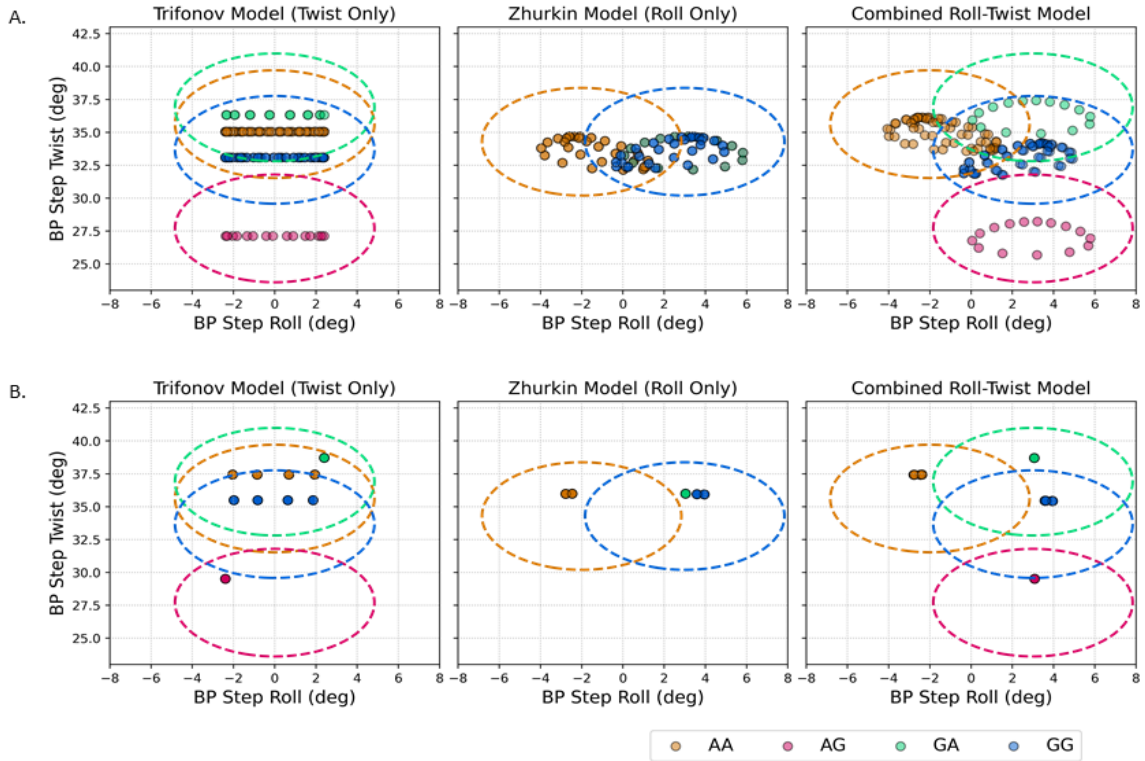 A.
Trifonov Model (Twist Only)
Zhurkin Model (Roll Only)
Combined Roll-Twist Model
BP Step Twist (deg)
42.5
40.0
37.5
35.0
32.5
30.0
27.5
25.0
−8 −6 −4 −2 0 2 4 6 8
−8 −6 −4 −2 0 2 4 6 8
−8 −6 −4 −2 0 2 4 6 8
BP Step Roll (deg)
BP Step Roll (deg)
BP Step Roll (deg)
B.
Trifonov Model (Twist Only)
Zhurkin Model (Roll Only)
Combined Roll-Twist Model
BP Step Twist (deg)
42.5
40.0
37.5
35.0
32.5
30.0
27.5
25.0
−8 −6 −4 −2 0 2 4 6 8
−8 −6 −4 −2 0 2 4 6 8
−8 −6 −4 −2 0 2 4 6 8
BP Step Roll (deg)
BP Step Roll (deg)
BP Step Roll (deg)
AA AG GA GG